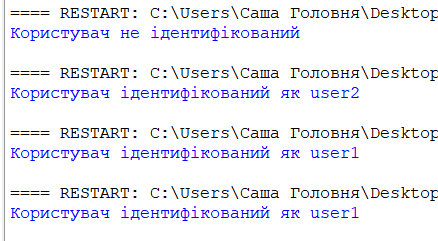 ==== RESTART: C:\Users\Саша Головня\Desktop
Користувач не ідентифікований
==== RESTART: C:\Users\Саша Головня\Desktop
Користувач ідентифікований як user2
==== RESTART: C:\Users\Саша Головня\Desktop
Користувач ідентифікований як user1
==== RESTART: C:\Users\Саша Головня\Desktop
Користувач ідентифікований як user1